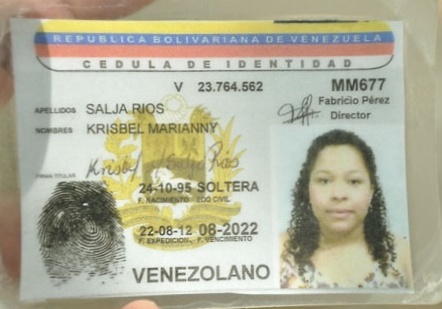 REPUBLICA BOLIVARIANA DE VENEZUELA
CEDULA DE IDENTIDAD
V 23.764.562
MM677
Fabricio Pérez
Director
APELLIDOS SALJA RIOS
NOMBRES KRISBEL MARIANNY
FIRMA TITULAR
Krisbel Salja Rios
24-10-95 SOLTERA
F. NACIMIENTO EDO CIVIL
22-08-12 08-2022
F. EXPEDICION F. VENCIMIENTO
VENEZOLANO